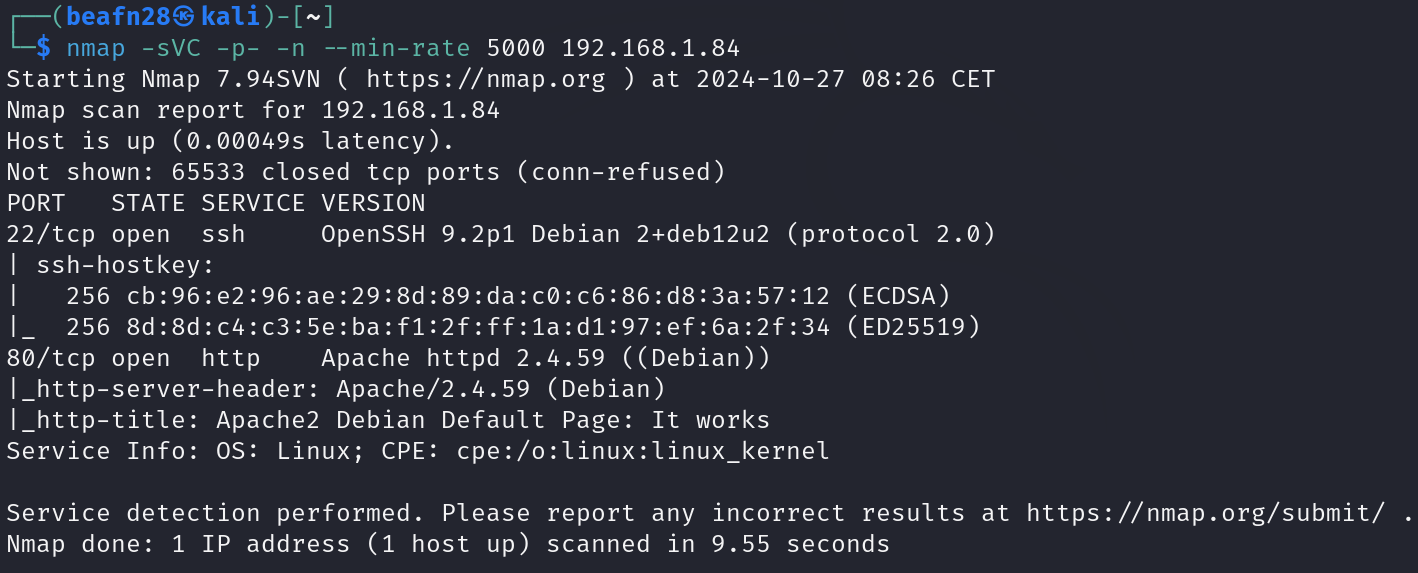 ┌──(beafn28㉿kali)-[~]
└─$ nmap -sVC -p- -n --min-rate 5000 192.168.1.84
Starting Nmap 7.94SVN ( https://nmap.org ) at 2024-10-27 08:26 CET
Nmap scan report for 192.168.1.84
Host is up (0.00049s latency).
Not shown: 65533 closed tcp ports (conn-refused)
PORT   STATE SERVICE VERSION
22/tcp open  ssh     OpenSSH 9.2p1 Debian 2+deb12u2 (protocol 2.0)
| ssh-hostkey:
|   256 cb:96:e2:96:ae:29:8d:89:da:c0:c6:86:d8:3a:57:12 (ECDSA)
|_  256 8d:8d:c4:c3:5e:ba:f1:2f:ff:1a:d1:97:ef:6a:2f:34 (ED25519)
80/tcp open  http    Apache httpd 2.4.59 ((Debian))
|_http-server-header: Apache/2.4.59 (Debian)
|_http-title: Apache2 Debian Default Page: It works
Service Info: OS: Linux; CPE: cpe:/o:linux:linux_kernel

Service detection performed. Please report any incorrect results at https://nmap.org/submit/ .
Nmap done: 1 IP address (1 host up) scanned in 9.55 seconds